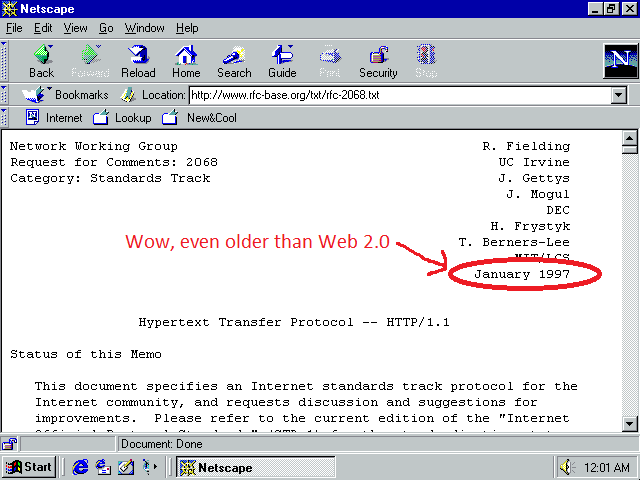 Netscape
File Edit View Go Window Help
Back Forward Reload Home Search Guide Print Security Stop
N
Bookmarks Location: http://www.rfc-base.org/txt/rfc-2068.txt
Internet Lookup New&Cool
Network Working Group R. Fielding
Request for Comments: 2068 UC Irvine
Category: Standards Track J. Gettys
J. Mogul
DEC
H. Frystyk
Wow, even older than Web 2.0 T. Berners-Lee
MIT/LCS
January 1997
Hypertext Transfer Protocol -- HTTP/1.1
Status of this Memo
This document specifies an Internet standards track protocol for the
Internet community, and requests discussion and suggestions for
improvements. Please refer to the current edition of the "Internet
Document: Done
Start Netscape 12:01 AM